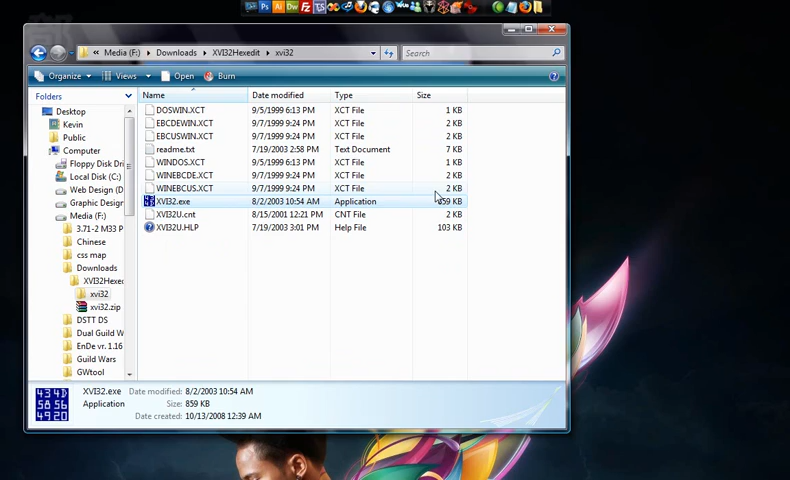 Ps Ai Dw Fz
« Media (F:) ▸ Downloads ▸ XVI32Hexedit ▸ xvi32
Search
Organize Views Open Burn
Folders
Name Date modified Type Size
Desktop
Kevin
Public
Computer
Floppy Disk Dri
Local Disk (C:)
Web Design (D:
Graphic Design
Media (F:)
3.71-2 M33 P
Chinese
css map
Downloads
XVI32Hexec
xvi32
xvi32.zip
DSTT DS
Dual Guild W
EnDe vr. 1.16
Guild Wars
GWtool
DOSWIN.XCT 9/5/1999 6:13 PM XCT File 1 KB
EBCDEWIN.XCT 9/7/1999 9:24 PM XCT File 2 KB
EBCUSWIN.XCT 9/7/1999 9:24 PM XCT File 2 KB
readme.txt 7/19/2003 2:58 PM Text Document 7 KB
WINDOS.XCT 9/5/1999 6:13 PM XCT File 1 KB
WINEBCDE.XCT 9/7/1999 9:24 PM XCT File 2 KB
WINEBCUS.XCT 9/7/1999 9:24 PM XCT File 2 KB
XVI32.exe 8/2/2003 10:54 AM Application 859 KB
XVI32U.cnt 8/15/2001 12:21 PM CNT File 2 KB
XVI32U.HLP 7/19/2003 3:01 PM Help File 103 KB
434D
5856
4920
XVI32.exe Date modified: 8/2/2003 10:54 AM
Application Size: 859 KB
Date created: 10/13/2008 12:39 AM